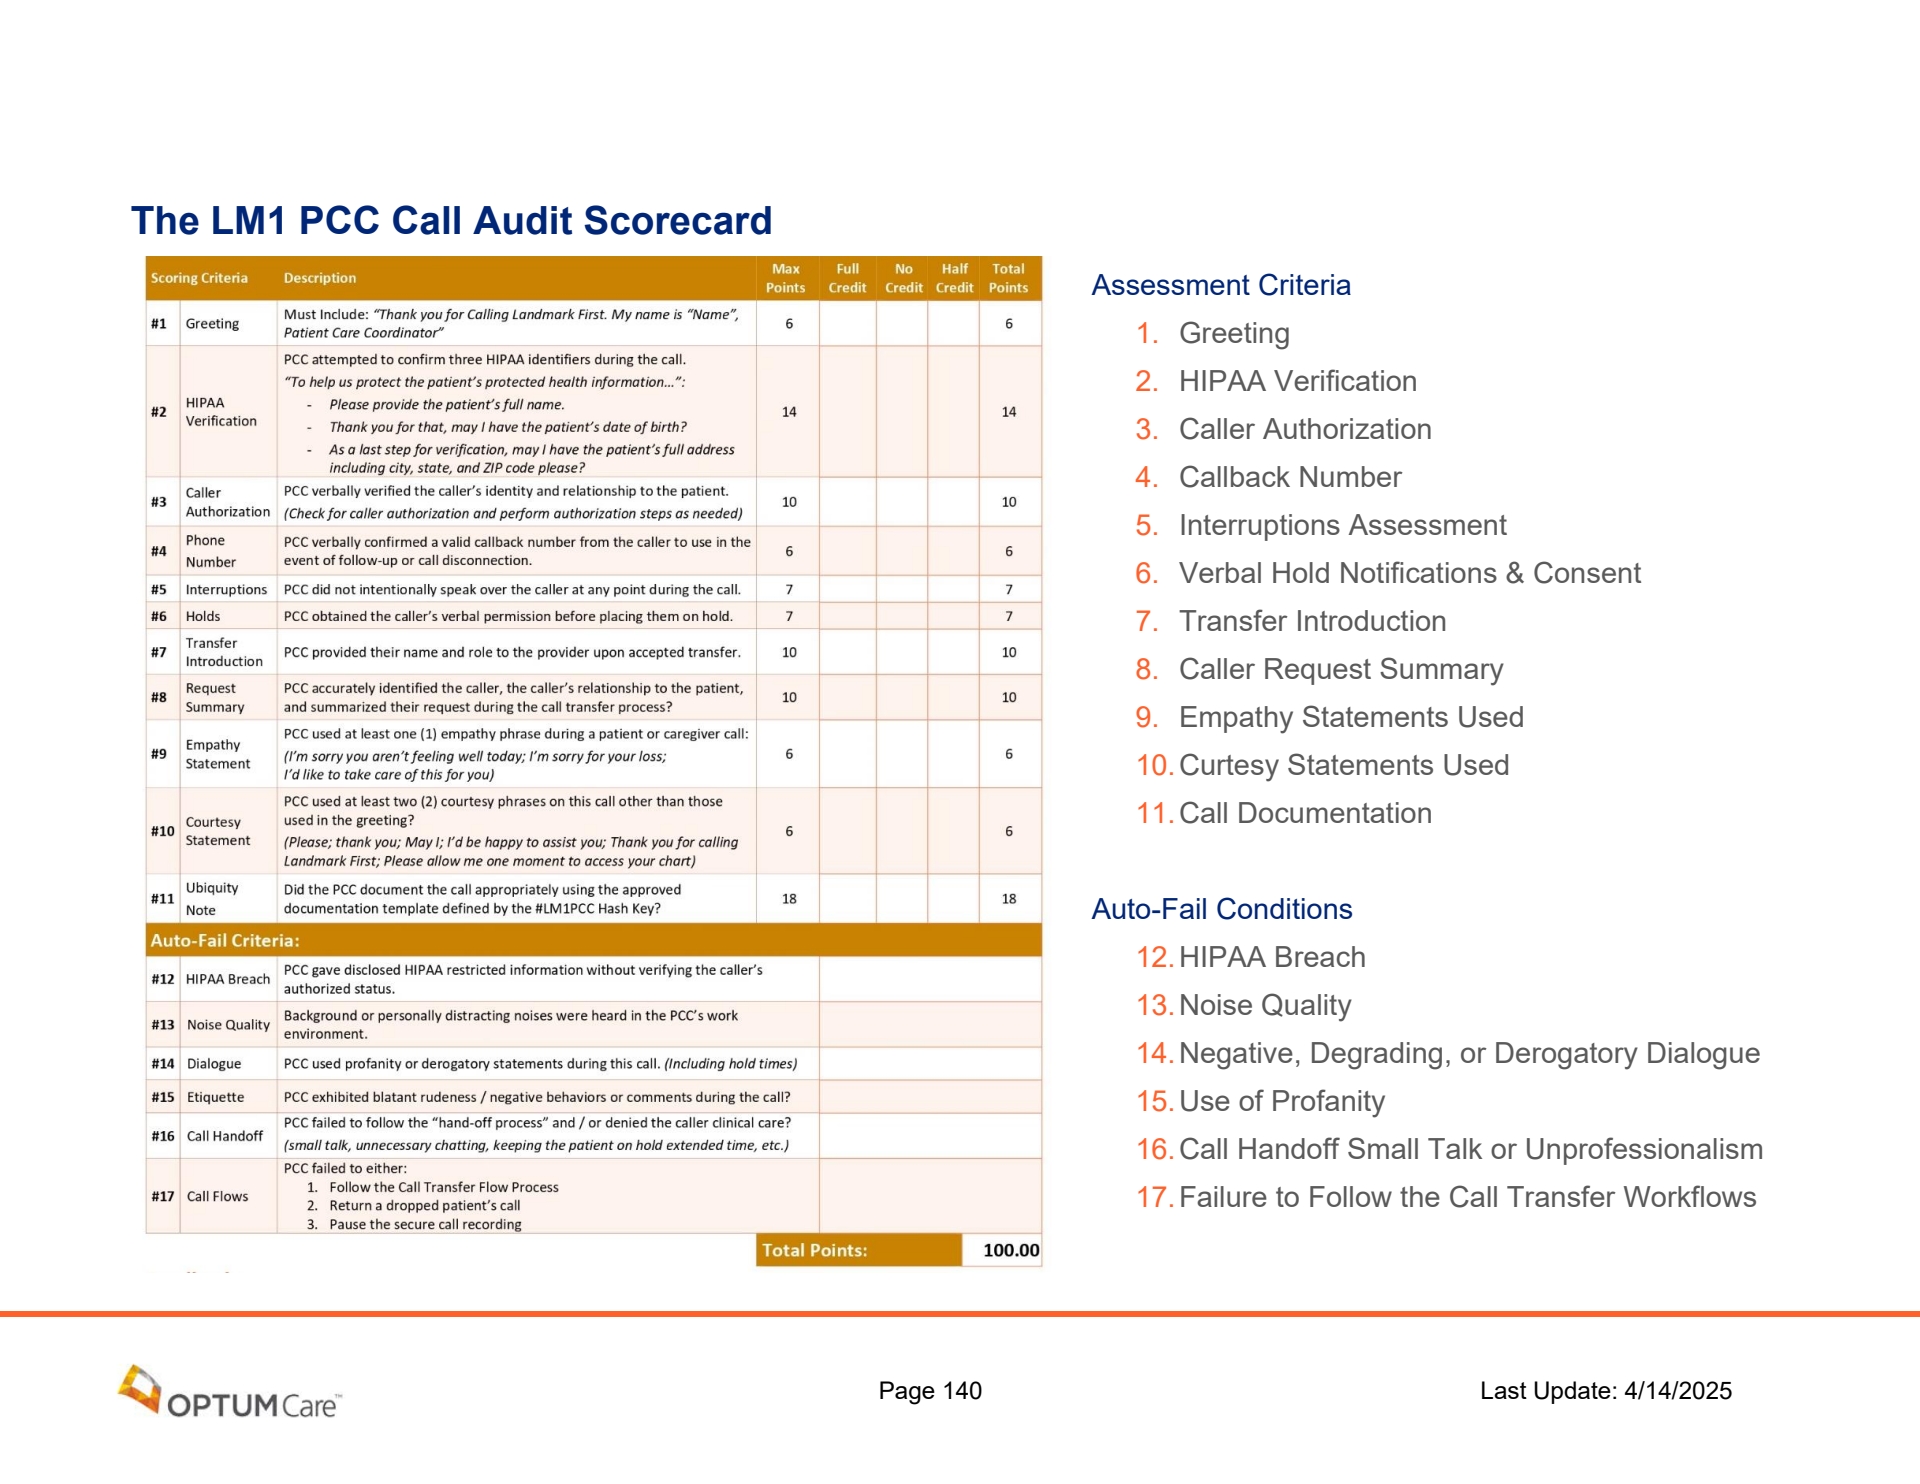 The LM1 PCC Call Audit Scorecard
Scoring Criteria Description Max Points Full Credit No Credit Half Credit Total Points
#1 Greeting Must Include: “Thank you for Calling Landmark First. My name is “Name”,
Patient Care Coordinator” 6 6
#2 HIPAA Verification PCC attempted to confirm three HIPAA identifiers during the call.
“To help us protect the patient’s protected health information…”:
- Please provide the patient’s full name.
- Thank you for that, may I have the patient’s date of birth?
- As a last step for verification, may I have the patient’s full address
including city, state, and ZIP code please? 14 14
#3 Caller Authorization PCC verbally verified the caller’s identity and relationship to the patient.
(Check for caller authorization and perform authorization steps as needed) 10 10
#4 Phone Number PCC verbally confirmed a valid callback number from the caller to use in the
event of follow-up or call disconnection. 6 6
#5 Interruptions PCC did not intentionally speak over the caller at any point during the call. 7 7
#6 Holds PCC obtained the caller’s verbal permission before placing them on hold. 7 7
#7 Transfer Introduction PCC provided their name and role to the provider upon accepted transfer. 10 10
#8 Request Summary PCC accurately identified the caller, the caller’s relationship to the patient,
and summarized their request during the call transfer process? 10 10
#9 Empathy Statement PCC used at least one (1) empathy phrase during a patient or caregiver call:
(I’m sorry you aren’t feeling well today; I’m sorry for your loss;
I’d like to take care of this for you) 6 6
#10 Courtesy Statement PCC used at least two (2) courtesy phrases on this call other than those
used in the greeting?
(Please; thank you; May I; I’d be happy to assist you; Thank you for calling
Landmark First; Please allow me one moment to access your chart) 6 6
#11 Ubiquity Note Did the PCC document the call appropriately using the approved
documentation template defined by the #LM1PCC Hash Key? 18 18
Auto-Fail Criteria:
#12 HIPAA Breach PCC gave disclosed HIPAA restricted information without verifying the caller’s
authorized status.
#13 Noise Quality Background or personally distracting noises were heard in the PCC’s work
environment.
#14 Dialogue PCC used profanity or derogatory statements during this call. (Including hold times)
#15 Etiquette PCC exhibited blatant rudeness / negative behaviors or comments during the call?
#16 Call Handoff PCC failed to follow the “hand-off process” and / or denied the caller clinical care?
(small talk, unnecessary chatting, keeping the patient on hold extended time, etc.)
#17 Call Flows PCC failed to either:
1. Follow the Call Transfer Flow Process
2. Return a dropped patient’s call
3. Pause the secure call recording
Total Points: 100.00
Assessment Criteria
1. Greeting
2. HIPAA Verification
3. Caller Authorization
4. Callback Number
5. Interruptions Assessment
6. Verbal Hold Notifications & Consent
7. Transfer Introduction
8. Caller Request Summary
9. Empathy Statements Used
10. Curtesy Statements Used
11. Call Documentation
Auto-Fail Conditions
12. HIPAA Breach
13. Noise Quality
14. Negative, Degrading, or Derogatory Dialogue
15. Use of Profanity
16. Call Handoff Small Talk or Unprofessionalism
17. Failure to Follow the Call Transfer Workflows
OPTUMCare™
Page 140
Last Update: 4/14/2025